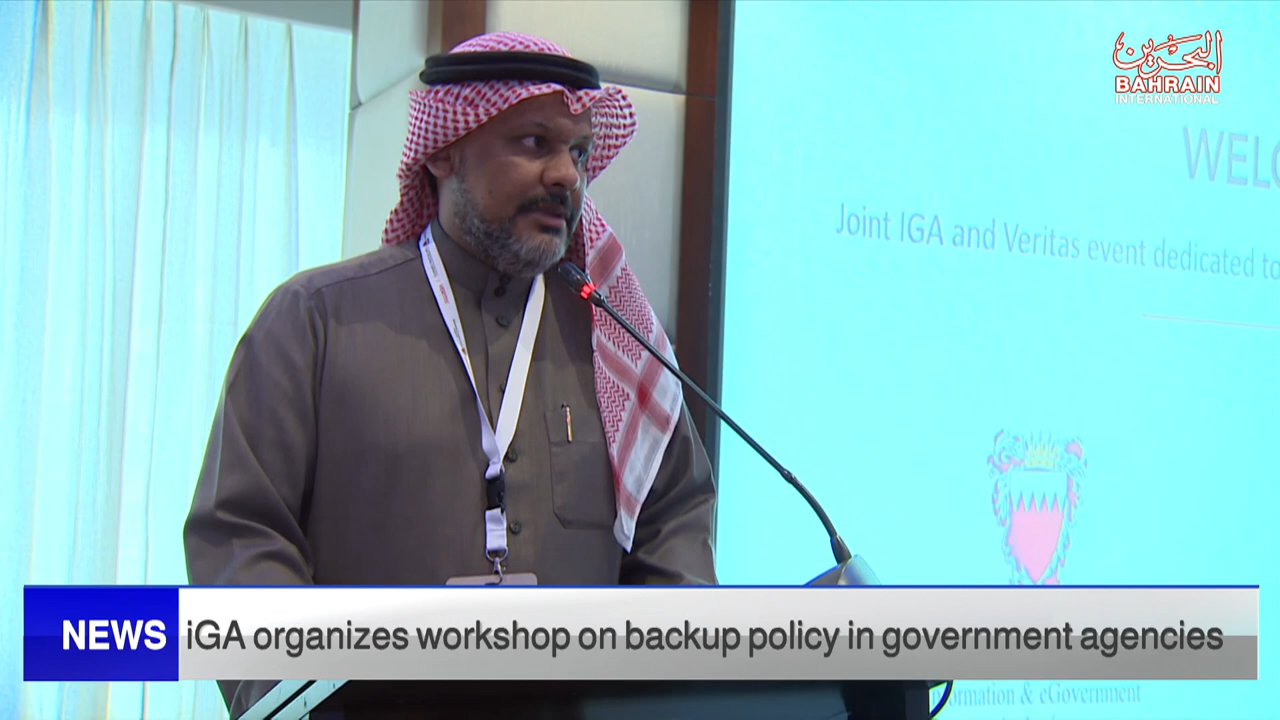 البحرين
BAHRAIN
INTERNATIONAL
WELC
Joint IGA and Veritas event dedicated to
NEWS iGA organizes workshop on backup policy in government agencies
formation & eGovernment